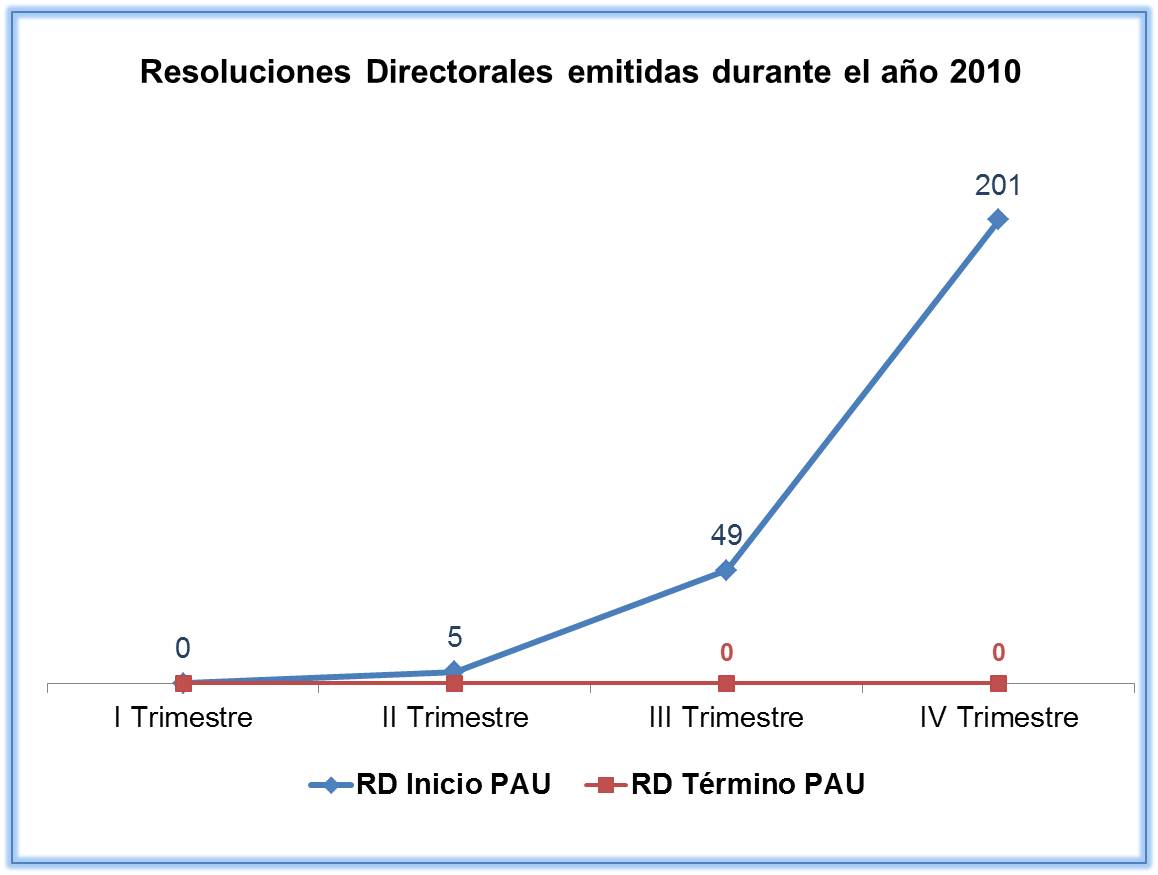 Resoluciones Directorales emitidas durante el año 2010
201
49
5
0
0
0
I Trimestre II Trimestre III Trimestre IV Trimestre
RD Inicio PAU RD Término PAU